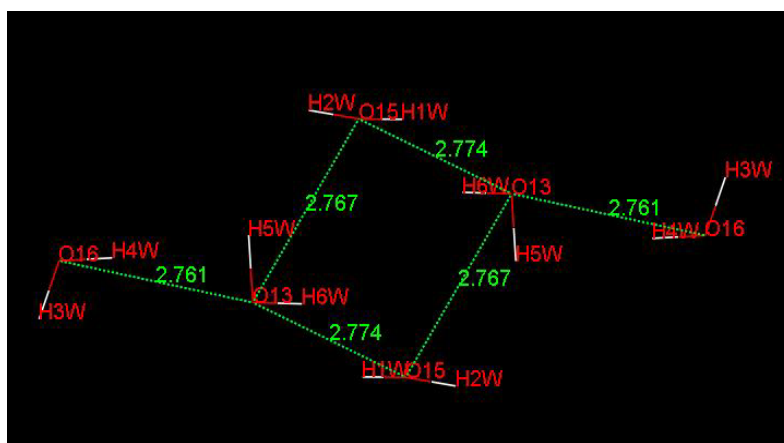 H2W O15 H1W
2.774
H3W
H6W O13
2.767
2.761
H5W
H4W O16
O16 H4W
H5W
2.761
2.767
H3W
O13 H6W
2.774
H1W O15 H2W